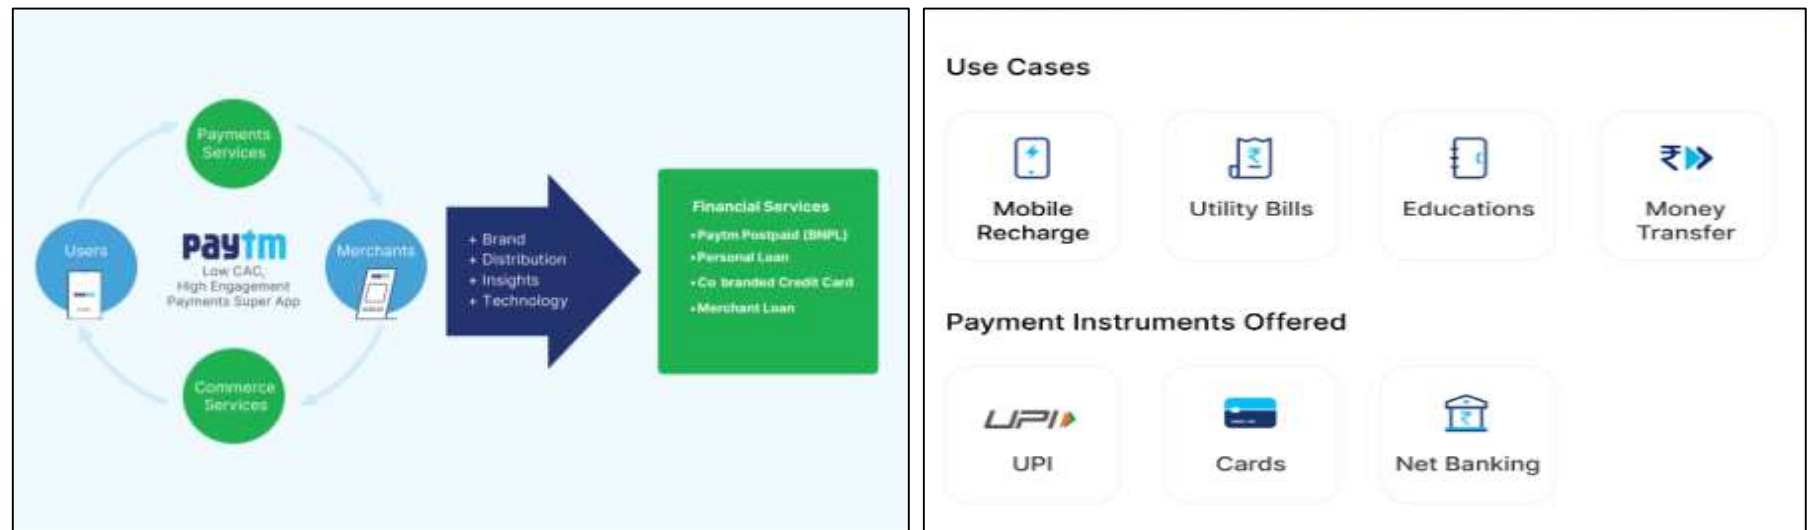 Payments
Services
Users
paytm
Low CAC,
High Engagement
Payments Super App
Merchants
Commerce
Services
+ Brand
+ Distribution
+ Insights
+ Technology
Financial Services
•Paytm Postpaid (BNPL)
•Personal Loan
•Co branded Credit Card
•Merchant Loan
Use Cases
Mobile
Recharge
Utility Bills
Educations
Money
Transfer
Payment Instruments Offered
UPI
UPI
Cards
Net Banking